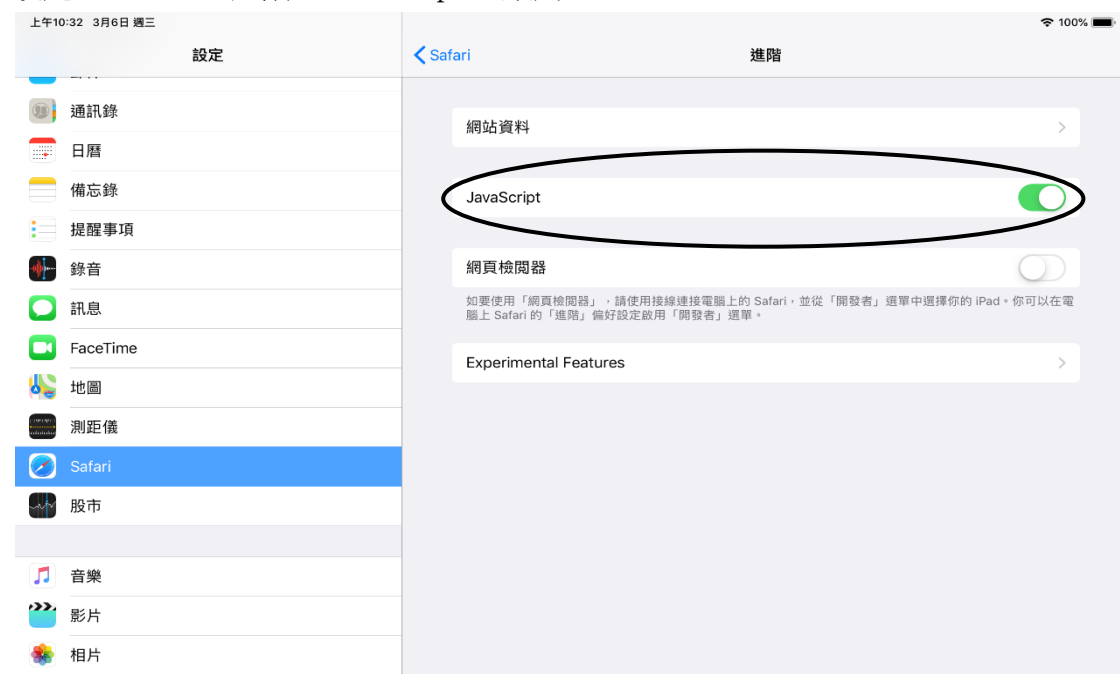 上午10:32 3月6日 週三
100%
設定
Safari
進階
通訊錄
日曆
備忘錄
提醒事項
錄音
訊息
FaceTime
地圖
測距儀
Safari
股市
音樂
影片
相片
網站資料
JavaScript
網頁檢閱器
如要使用「網頁檢閱器」，請使用接線連接電腦上的 Safari，並從「開發者」選單中選擇你的 iPad。你可以在電
腦上 Safari 的「進階」偏好設定啟用「開發者」選單。
Experimental Features